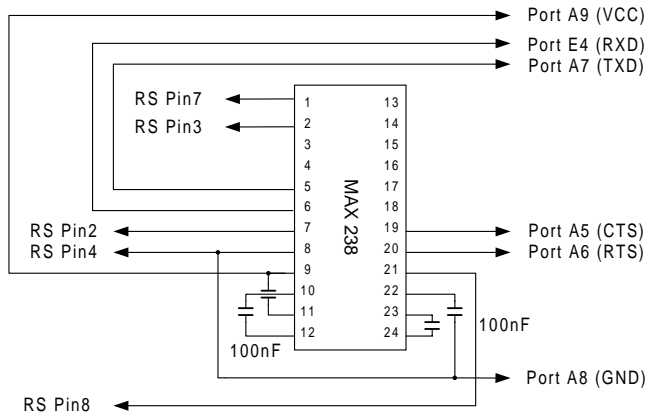 Port A9 (VCC)
Port E4 (RXD)
Port A7 (TXD)
RS Pin7
RS Pin3
1 13
2 14
3 15
4 16
5 17
6 18
7 19
8 20
9 21
10 22
11 23
12 24
MAX 238
RS Pin2
RS Pin4
Port A5 (CTS)
Port A6 (RTS)
100nF
100nF
Port A8 (GND)
RS Pin8